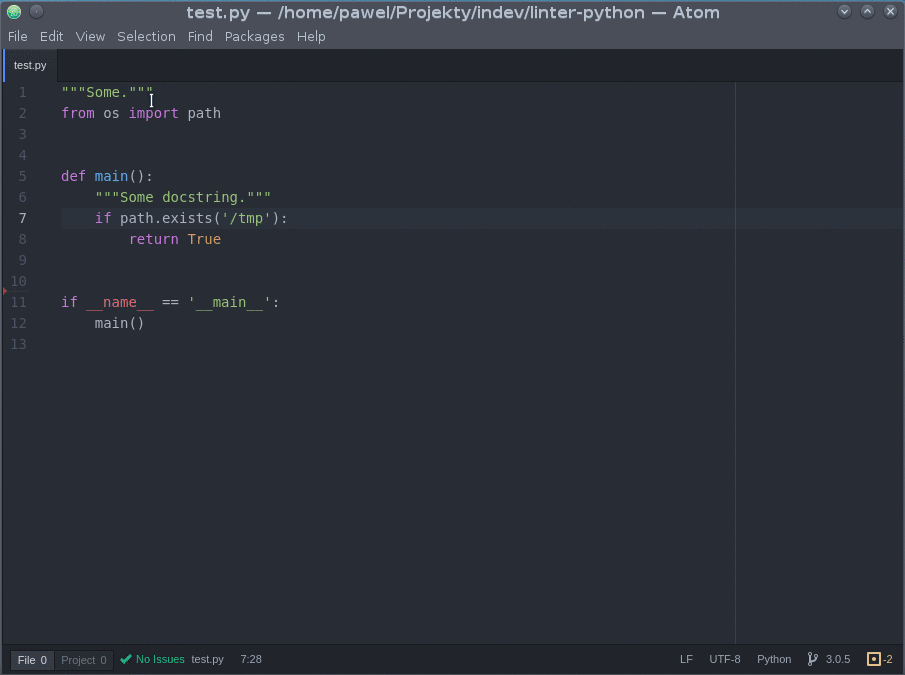 test.py — /home/pawel/Projekty/indev/linter-python — Atom
File Edit View Selection Find Packages Help
test.py
1 """Some."""
2 from os import path
3
4
5 def main():
6     """Some docstring."""
7     if path.exists('/tmp'):
8         return True
9
10
11 if __name__ == '__main__':
12     main()
13
File 0 Project 0 No Issues test.py 7:28 LF UTF-8 Python 3.0.5 -2